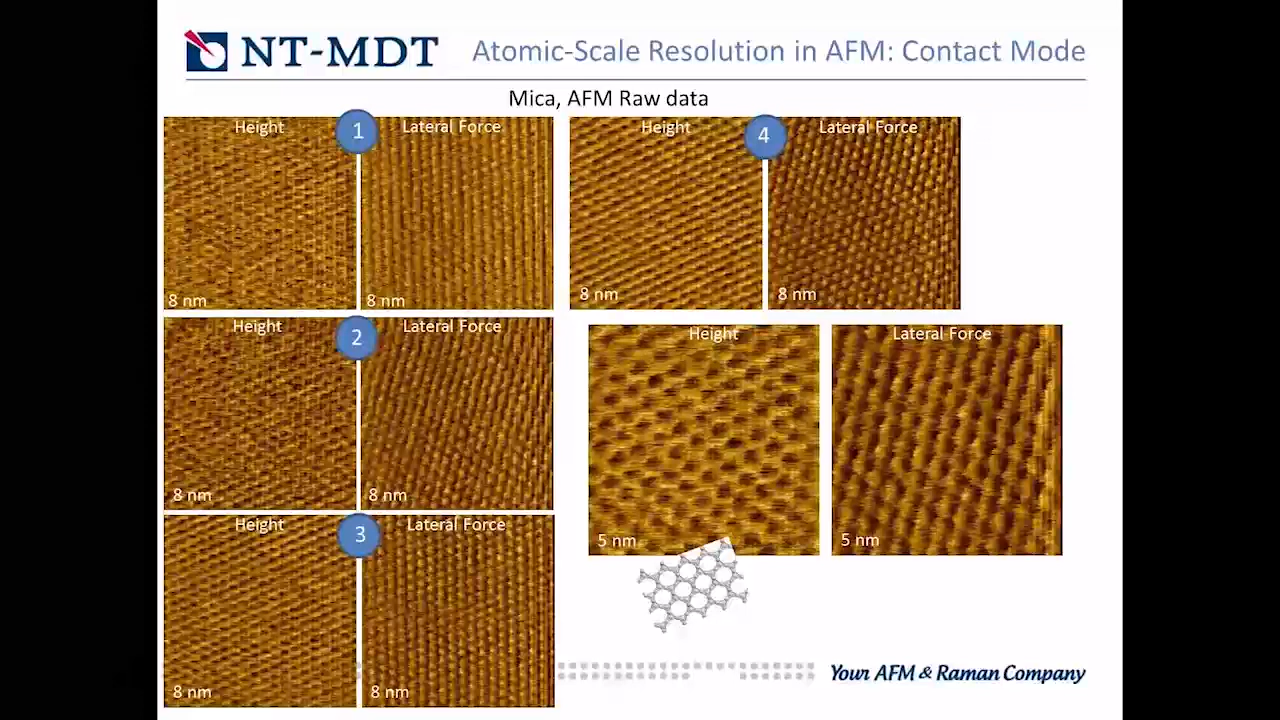 NT-MDT
Atomic-Scale Resolution in AFM: Contact Mode
Mica, AFM Raw data
Height
1
Lateral Force
8 nm
8 nm
Height
2
Lateral Force
8 nm
8 nm
Height
3
Lateral Force
8 nm
8 nm
Height
4
Lateral Force
8 nm
8 nm
Height
Lateral Force
5 nm
5 nm
Your AFM & Raman Company